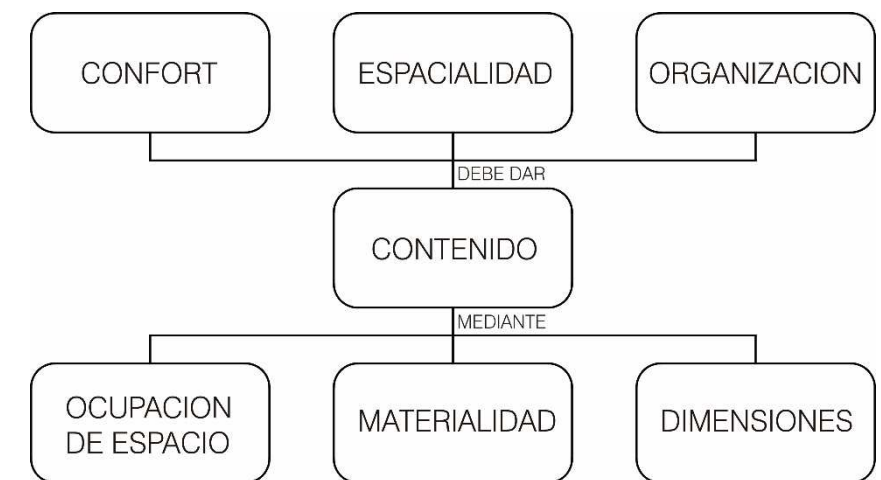 CONFORT
ESPACIALIDAD
ORGANIZACION
DEBE DAR
CONTENIDO
MEDIANTE
OCUPACION
DE ESPACIO
MATERIALIDAD
DIMENSIONES